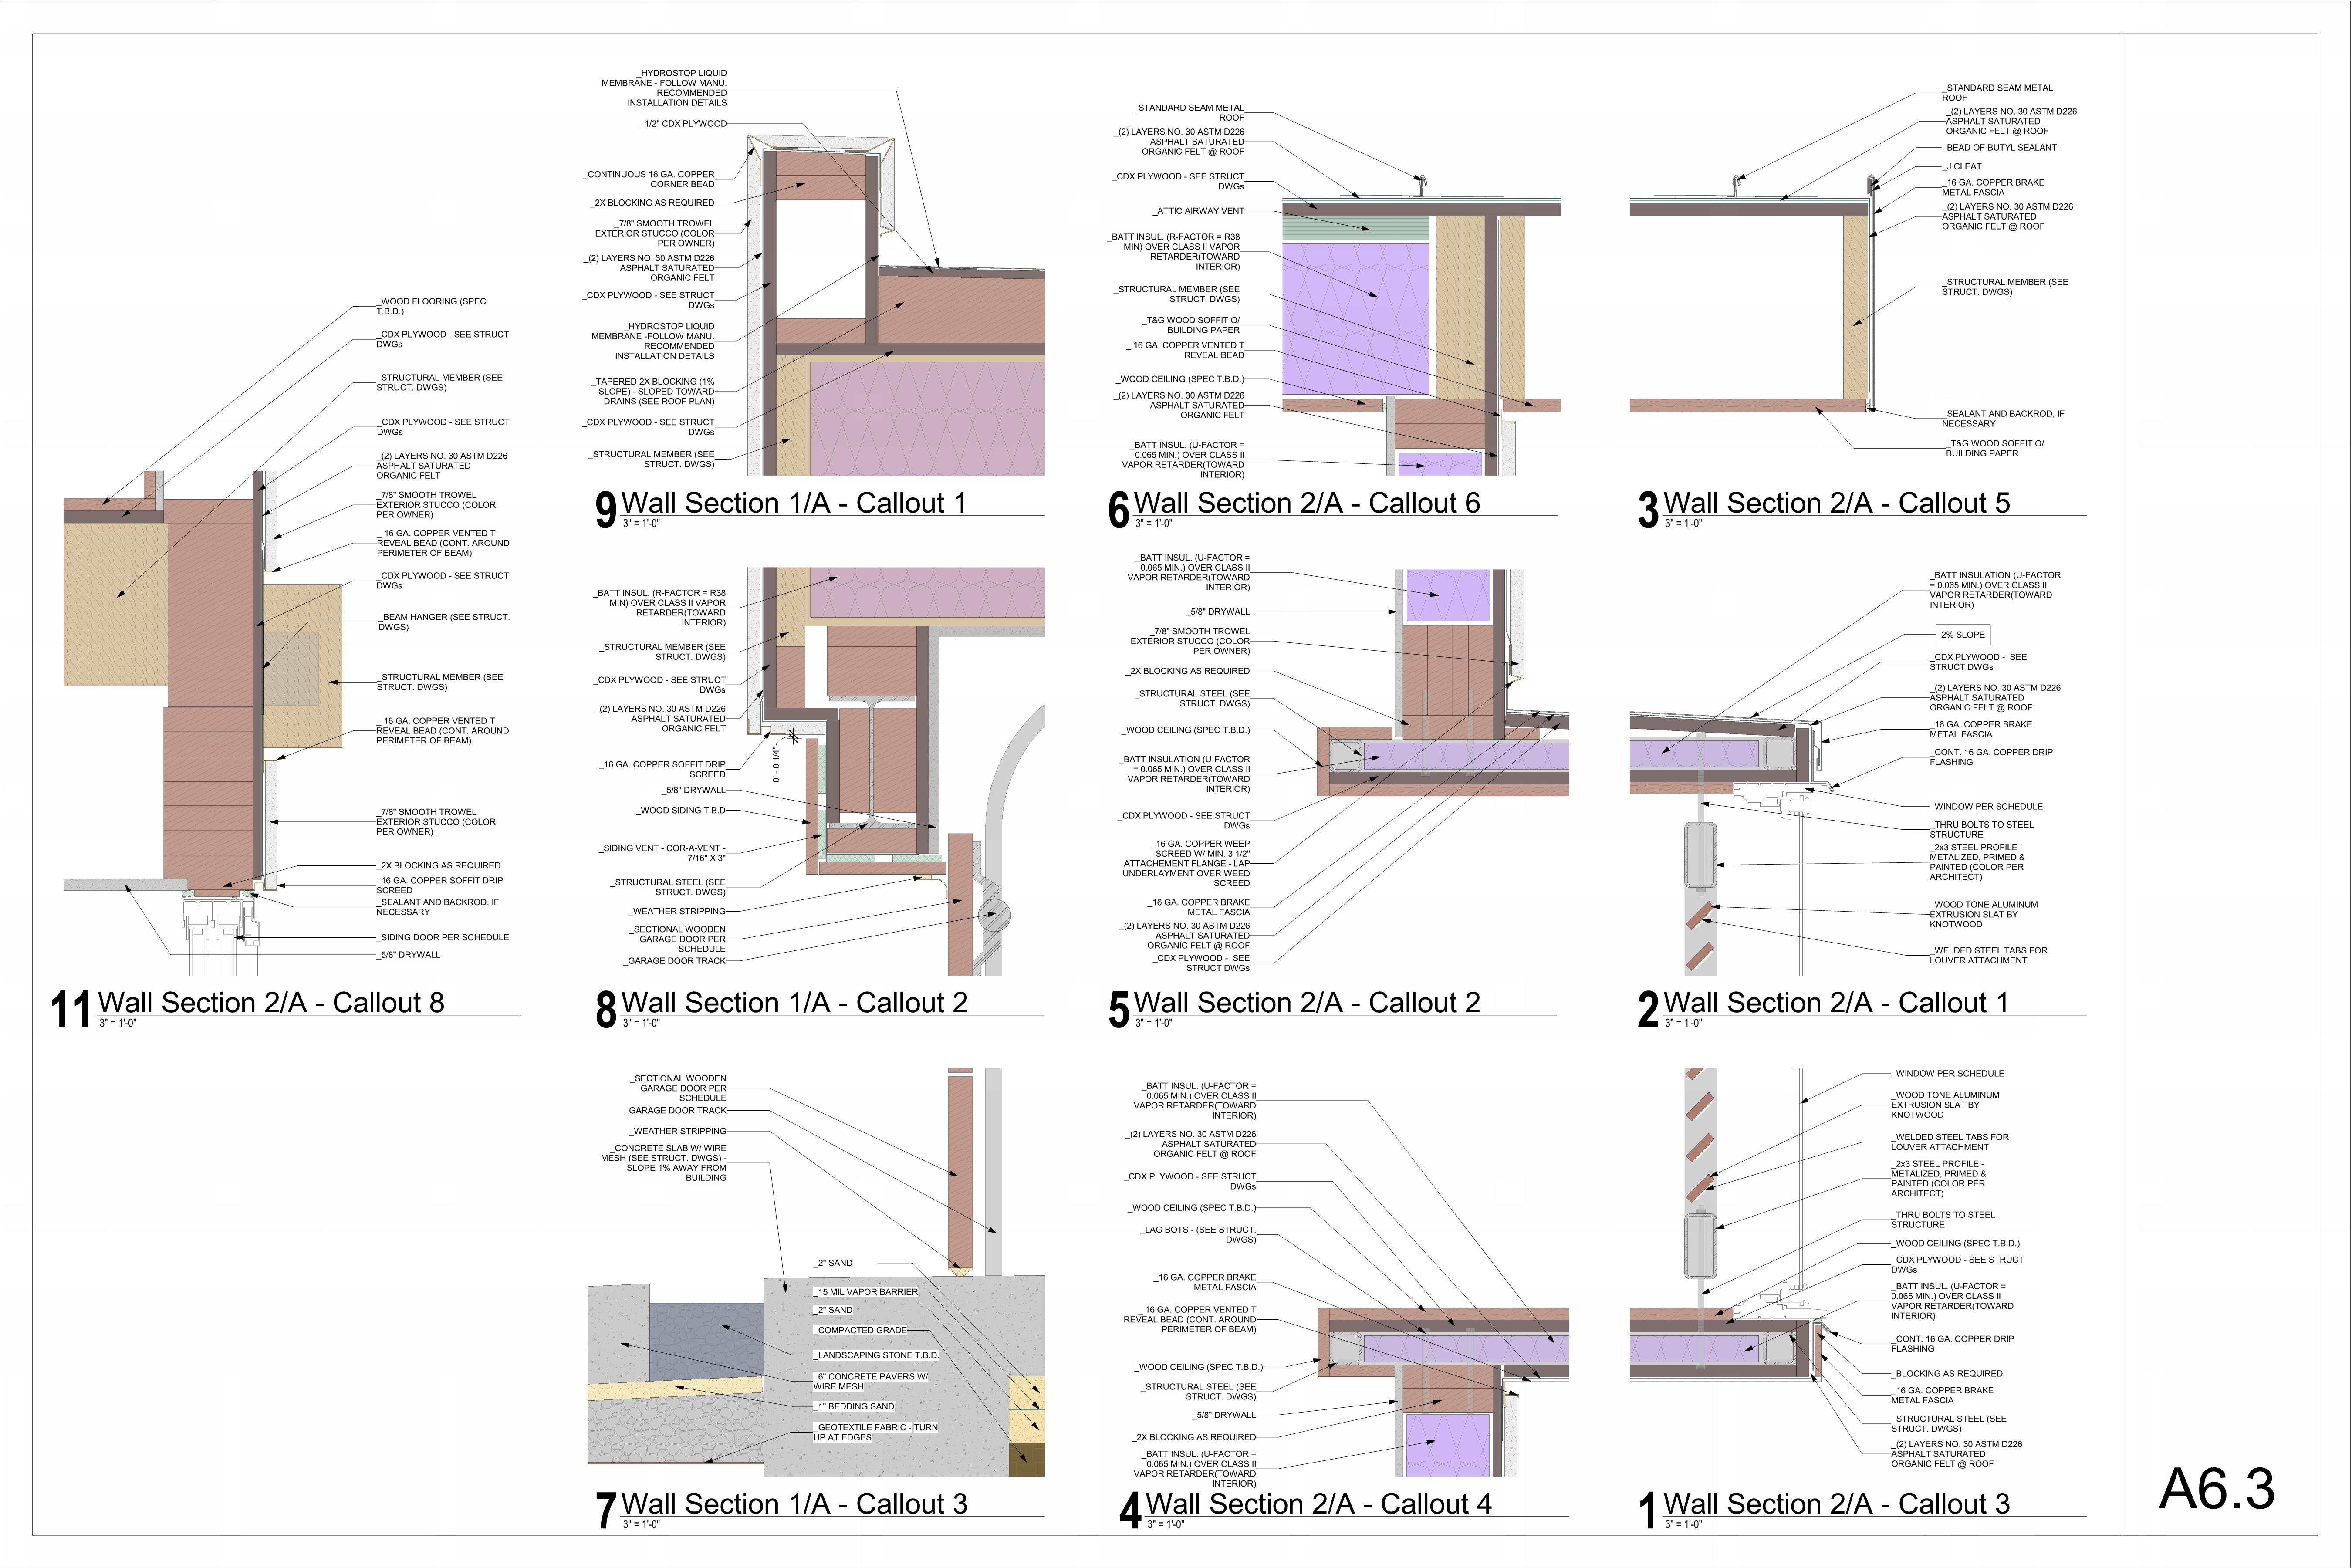 _WOOD FLOORING (SPEC
T.B.D.)
_CDX PLYWOOD - SEE STRUCT
DWGs
_STRUCTURAL MEMBER (SEE
STRUCT. DWGS)
_CDX PLYWOOD - SEE STRUCT
DWGs
_(2) LAYERS NO. 30 ASTM D226
ASPHALT SATURATED
ORGANIC FELT
_7/8" SMOOTH TROWEL
EXTERIOR STUCCO (COLOR
PER OWNER)
_ 16 GA. COPPER VENTED T
REVEAL BEAD (CONT. AROUND
PERIMETER OF BEAM)
_CDX PLYWOOD - SEE STRUCT
DWGs
_BEAM HANGER (SEE STRUCT.
DWGS)
_STRUCTURAL MEMBER (SEE
STRUCT. DWGS)
_ 16 GA. COPPER VENTED T
REVEAL BEAD (CONT. AROUND
PERIMETER OF BEAM)
_7/8" SMOOTH TROWEL
EXTERIOR STUCCO (COLOR
PER OWNER)
_2X BLOCKING AS REQUIRED
_16 GA. COPPER SOFFIT DRIP
SCREED
_SEALANT AND BACKROD, IF
NECESSARY
_SIDING DOOR PER SCHEDULE
_5/8" DRYWALL
11 Wall Section 2/A - Callout 8
3" = 1'-0"
_HYDROSTOP LIQUID
MEMBRANE - FOLLOW MANU.
RECOMMENDED
INSTALLATION DETAILS
_1/2" CDX PLYWOOD
_CONTINUOUS 16 GA. COPPER
CORNER BEAD
_2X BLOCKING AS REQUIRED
_7/8" SMOOTH TROWEL
EXTERIOR STUCCO (COLOR
PER OWNER)
_(2) LAYERS NO. 30 ASTM D226
ASPHALT SATURATED
ORGANIC FELT
_CDX PLYWOOD - SEE STRUCT
DWGs
_HYDROSTOP LIQUID
MEMBRANE -FOLLOW MANU.
RECOMMENDED
INSTALLATION DETAILS
_TAPERED 2X BLOCKING (1%
SLOPE) - SLOPED TOWARD
DRAINS (SEE ROOF PLAN)
_CDX PLYWOOD - SEE STRUCT
DWGs
_STRUCTURAL MEMBER (SEE
STRUCT. DWGS)
9 Wall Section 1/A - Callout 1
3" = 1'-0"
_BATT INSUL. (R-FACTOR = R38
MIN) OVER CLASS II VAPOR
RETARDER(TOWARD
INTERIOR)
_STRUCTURAL MEMBER (SEE
STRUCT. DWGS)
_CDX PLYWOOD - SEE STRUCT
DWGs
_(2) LAYERS NO. 30 ASTM D226
ASPHALT SATURATED
ORGANIC FELT
0' - 0 1/4"
_16 GA. COPPER SOFFIT DRIP
SCREED
_5/8" DRYWALL
_WOOD SIDING T.B.D
_SIDING VENT - COR-A-VENT -
7/16" X 3"
_STRUCTURAL STEEL (SEE
STRUCT. DWGS)
_WEATHER STRIPPING
_SECTIONAL WOODEN
GARAGE DOOR PER
SCHEDULE
_GARAGE DOOR TRACK
8 Wall Section 1/A - Callout 2
3" = 1'-0"
_SECTIONAL WOODEN
GARAGE DOOR PER
SCHEDULE
_GARAGE DOOR TRACK
_WEATHER STRIPPING
_CONCRETE SLAB W/ WIRE
MESH (SEE STRUCT. DWGS) -
SLOPE 1% AWAY FROM
BUILDING
_2" SAND
_15 MIL VAPOR BARRIER
_2" SAND
_COMPACTED GRADE
_LANDSCAPING STONE T.B.D.
_6" CONCRETE PAVERS W/
WIRE MESH
_1" BEDDING SAND
_GEOTEXTILE FABRIC - TURN
UP AT EDGES
7 Wall Section 1/A - Callout 3
3" = 1'-0"
_STANDARD SEAM METAL
ROOF
_(2) LAYERS NO. 30 ASTM D226
ASPHALT SATURATED
ORGANIC FELT @ ROOF
_CDX PLYWOOD - SEE STRUCT
DWGs
_ATTIC AIRWAY VENT
_BATT INSUL. (R-FACTOR = R38
MIN) OVER CLASS II VAPOR
RETARDER(TOWARD
INTERIOR)
_STRUCTURAL MEMBER (SEE
STRUCT. DWGS)
_T&G WOOD SOFFIT O/
BUILDING PAPER
_ 16 GA. COPPER VENTED T
REVEAL BEAD
_WOOD CEILING (SPEC T.B.D.)
_(2) LAYERS NO. 30 ASTM D226
ASPHALT SATURATED
ORGANIC FELT
_BATT INSUL. (U-FACTOR =
0.065 MIN.) OVER CLASS II
VAPOR RETARDER(TOWARD
INTERIOR)
6 Wall Section 2/A - Callout 6
3" = 1'-0"
_BATT INSUL. (U-FACTOR =
0.065 MIN.) OVER CLASS II
VAPOR RETARDER(TOWARD
INTERIOR)
_5/8" DRYWALL
_7/8" SMOOTH TROWEL
EXTERIOR STUCCO (COLOR
PER OWNER)
_2X BLOCKING AS REQUIRED
_STRUCTURAL STEEL (SEE
STRUCT. DWGS)
_WOOD CEILING (SPEC T.B.D.)
_BATT INSULATION (U-FACTOR
= 0.065 MIN.) OVER CLASS II
VAPOR RETARDER(TOWARD
INTERIOR)
_CDX PLYWOOD - SEE STRUCT
DWGs
_16 GA. COPPER WEEP
SCREED W/ MIN. 3 1/2"
ATTACHEMENT FLANGE - LAP
UNDERLAYMENT OVER WEED
SCREED
_16 GA. COPPER BRAKE
METAL FASCIA
_(2) LAYERS NO. 30 ASTM D226
ASPHALT SATURATED
ORGANIC FELT @ ROOF
_CDX PLYWOOD - SEE
STRUCT DWGs
5 Wall Section 2/A - Callout 2
3" = 1'-0"
_BATT INSUL. (U-FACTOR =
0.065 MIN.) OVER CLASS II
VAPOR RETARDER(TOWARD
INTERIOR)
_(2) LAYERS NO. 30 ASTM D226
ASPHALT SATURATED
ORGANIC FELT @ ROOF
_CDX PLYWOOD - SEE STRUCT
DWGs
_WOOD CEILING (SPEC T.B.D.)
_LAG BOTS - (SEE STRUCT.
DWGS)
_16 GA. COPPER BRAKE
METAL FASCIA
_ 16 GA. COPPER VENTED T
REVEAL BEAD (CONT. AROUND
PERIMETER OF BEAM)
_WOOD CEILING (SPEC T.B.D.)
_STRUCTURAL STEEL (SEE
STRUCT. DWGS)
_5/8" DRYWALL
_2X BLOCKING AS REQUIRED
_BATT INSUL. (U-FACTOR =
0.065 MIN.) OVER CLASS II
VAPOR RETARDER(TOWARD
INTERIOR)
4 Wall Section 2/A - Callout 4
3" = 1'-0"
_STANDARD SEAM METAL
ROOF
_(2) LAYERS NO. 30 ASTM D226
ASPHALT SATURATED
ORGANIC FELT @ ROOF
_BEAD OF BUTYL SEALANT
_J CLEAT
_16 GA. COPPER BRAKE
METAL FASCIA
_(2) LAYERS NO. 30 ASTM D226
ASPHALT SATURATED
ORGANIC FELT @ ROOF
_STRUCTURAL MEMBER (SEE
STRUCT. DWGS)
_SEALANT AND BACKROD, IF
NECESSARY
_T&G WOOD SOFFIT O/
BUILDING PAPER
3 Wall Section 2/A - Callout 5
3" = 1'-0"
_BATT INSULATION (U-FACTOR
= 0.065 MIN.) OVER CLASS II
VAPOR RETARDER(TOWARD
INTERIOR)
2% SLOPE
_CDX PLYWOOD - SEE
STRUCT DWGs
_(2) LAYERS NO. 30 ASTM D226
ASPHALT SATURATED
ORGANIC FELT @ ROOF
_16 GA. COPPER BRAKE
METAL FASCIA
_CONT. 16 GA. COPPER DRIP
FLASHING
_WINDOW PER SCHEDULE
_THRU BOLTS TO STEEL
STRUCTURE
_2x3 STEEL PROFILE -
METALIZED, PRIMED &
PAINTED (COLOR PER
ARCHITECT)
_WOOD TONE ALUMINUM
EXTRUSION SLAT BY
KNOTWOOD
_WELDED STEEL TABS FOR
LOUVER ATTACHMENT
2 Wall Section 2/A - Callout 1
3" = 1'-0"
_WINDOW PER SCHEDULE
_WOOD TONE ALUMINUM
EXTRUSION SLAT BY
KNOTWOOD
_WELDED STEEL TABS FOR
LOUVER ATTACHMENT
_2x3 STEEL PROFILE -
METALIZED, PRIMED &
PAINTED (COLOR PER
ARCHITECT)
_THRU BOLTS TO STEEL
STRUCTURE
_WOOD CEILING (SPEC T.B.D.)
_CDX PLYWOOD - SEE STRUCT
DWGs
_BATT INSUL. (U-FACTOR =
0.065 MIN.) OVER CLASS II
VAPOR RETARDER(TOWARD
INTERIOR)
_CONT. 16 GA. COPPER DRIP
FLASHING
_BLOCKING AS REQUIRED
_16 GA. COPPER BRAKE
METAL FASCIA
_STRUCTURAL STEEL (SEE
STRUCT. DWGS)
_(2) LAYERS NO. 30 ASTM D226
ASPHALT SATURATED
ORGANIC FELT @ ROOF
1 Wall Section 2/A - Callout 3
3" = 1'-0"
A6.3